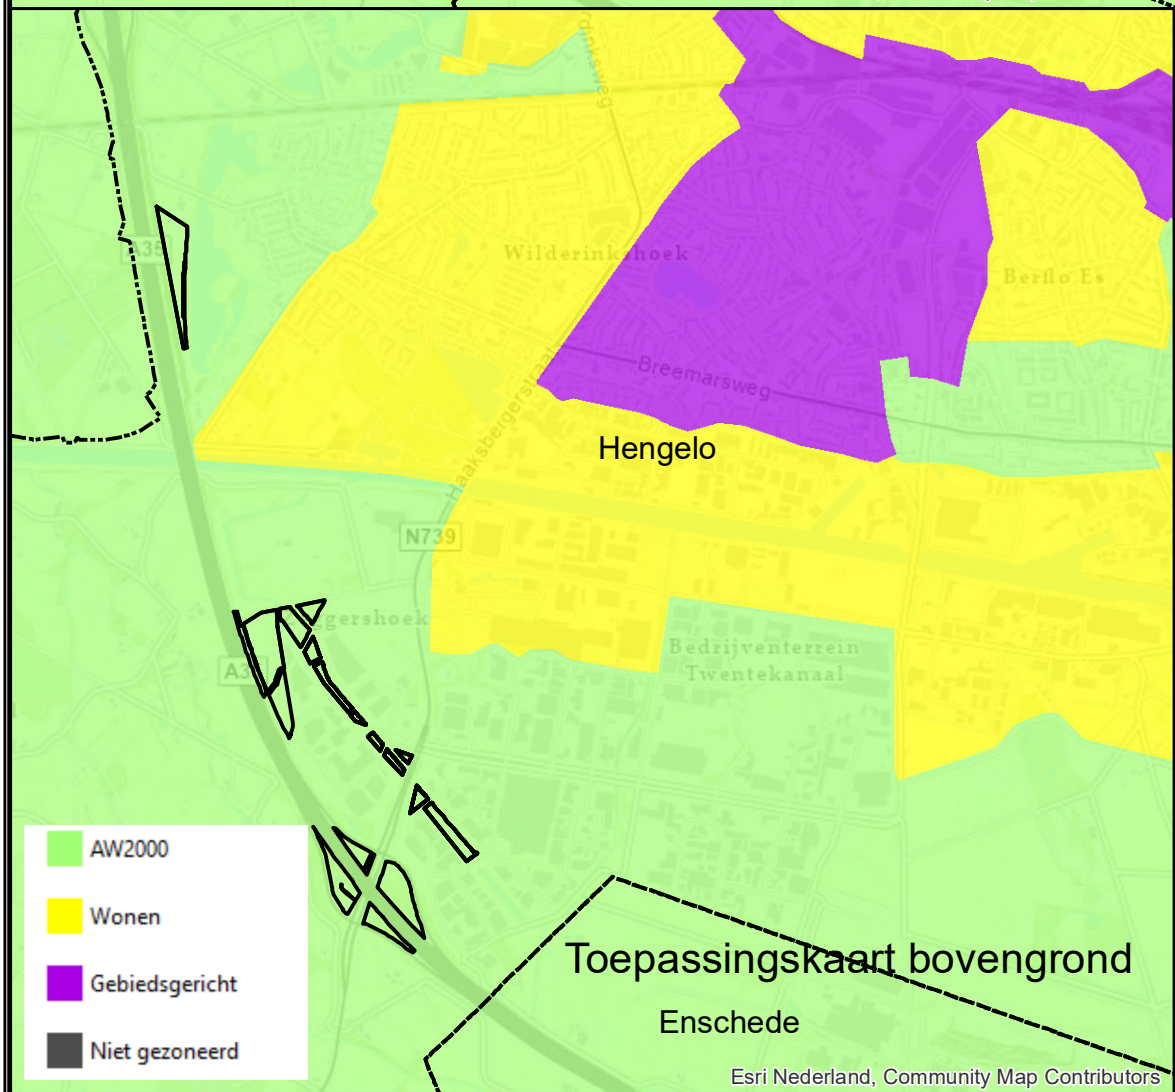 A35
Wilderinkshoek
Berflo Es
Breemarsweg
Haaksbergerstraat
Hengelo
N739
Bedrijventerrein
Twentekanaal
AW2000
Wonen
Gebiedsgericht
Niet gezoneerd
Toepassingskaart bovengrond
Enschede
Esri Nederland, Community Map Contributors